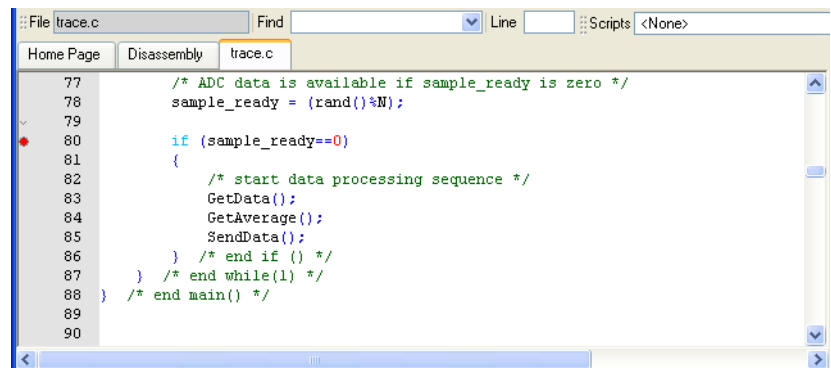 File trace.c Find Line Scripts <None>
Home Page Disassembly trace.c
77 /* ADC data is available if sample_ready is zero */
78 sample_ready = (rand()%N);
79
80 if (sample_ready==0)
81 {
82 /* start data processing sequence */
83 GetData();
84 GetAverage();
85 SendData();
86 } /* end if () */
87 } /* end while(1) */
88 } /* end main() */
89
90